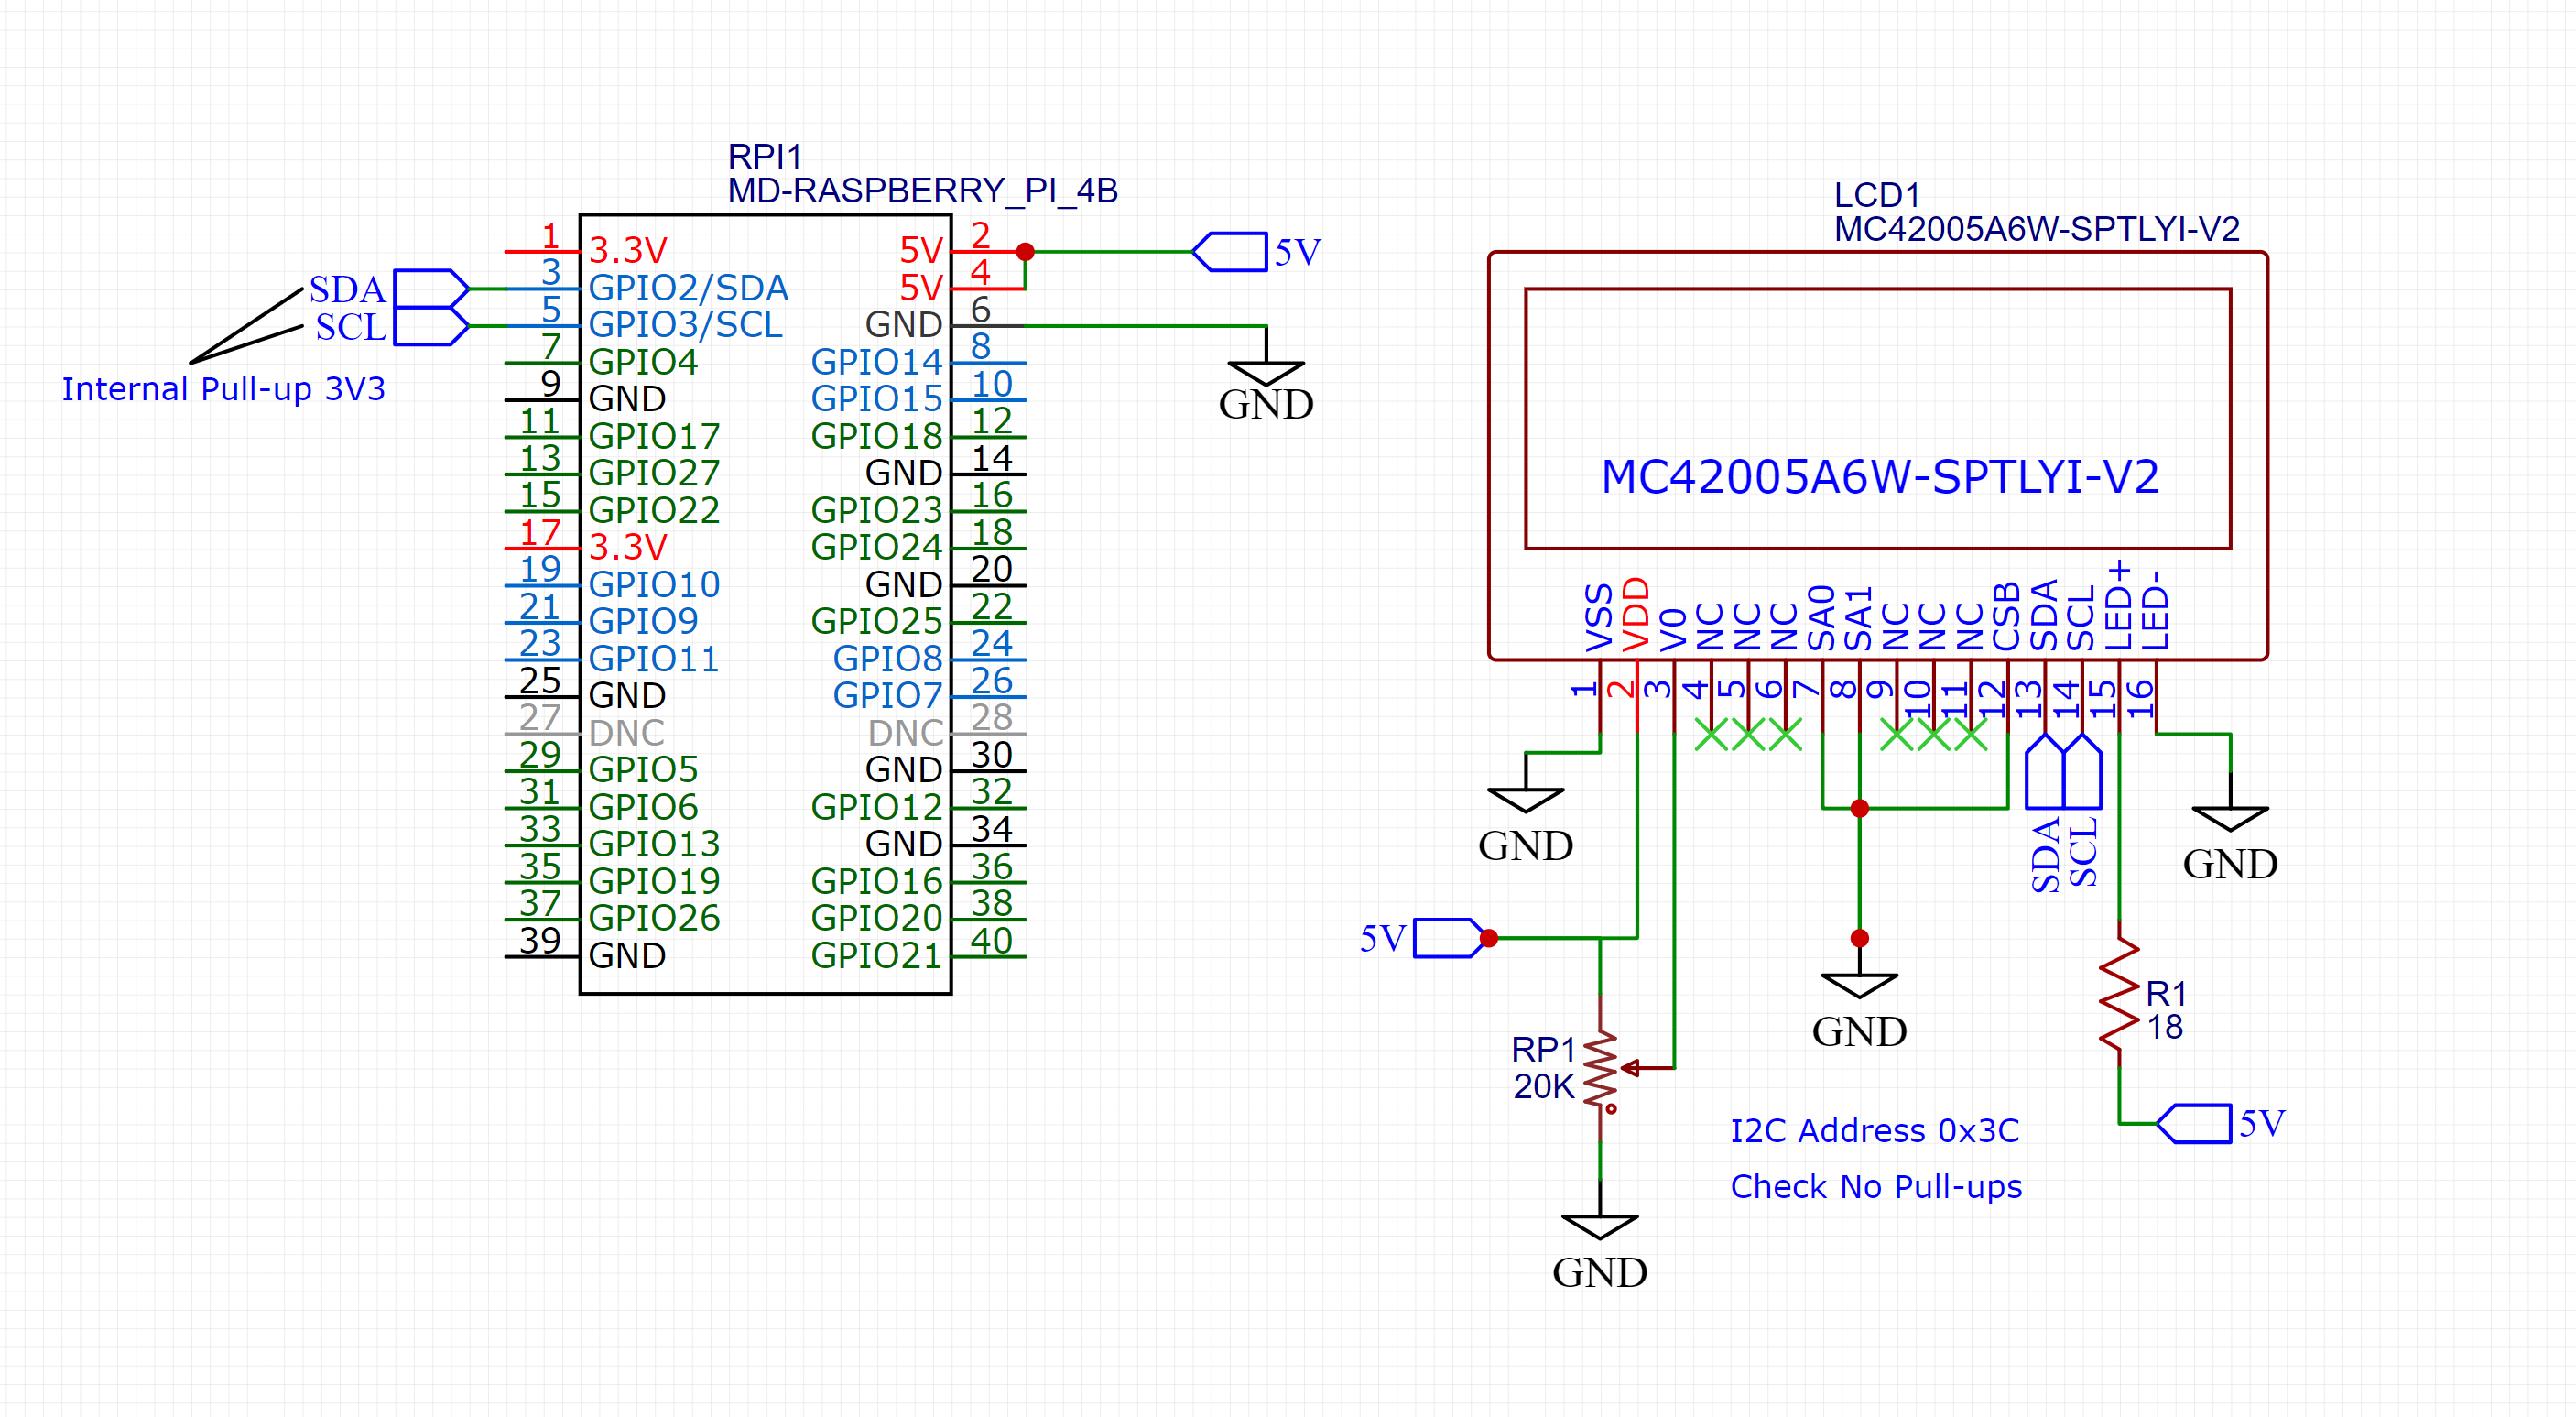 RPI1
MD-RASPBERRY_PI_4B
1 3.3V 5V 2 5V
SDA 3 GPIO2/SDA 5V 4
SCL 5 GPIO3/SCL GND 6
7 GPIO4 GPIO14 8
Internal Pull-up 3V3
9 GND GPIO15 10
GND
11 GPIO17 GPIO18 12
13 GPIO27 GND 14
15 GPIO22 GPIO23 16
17 3.3V GPIO24 18
19 GPIO10 GND 20
21 GPIO9 GPIO25 22
23 GPIO11 GPIO8 24
25 GND GPIO7 26
27 DNC DNC 28
29 GPIO5 GND 30
31 GPIO6 GPIO12 32
33 GPIO13 GND 34
35 GPIO19 GPIO16 36
37 GPIO26 GPIO20 38
39 GND GPIO21 40
LCD1
MC42005A6W-SPTLYI-V2
MC42005A6W-SPTLYI-V2
VSS VDD V0 NC NC NC SA0 SA1 NC NC NC CSB SDA SCL LED+ LED-
1 2 3 4 5 6 7 8 9 10 11 12 13 14 15 16
GND
SDA SCL
GND
5V
GND
R1
18
RP1
20K
5V
I2C Address 0x3C
Check No Pull-ups
GND